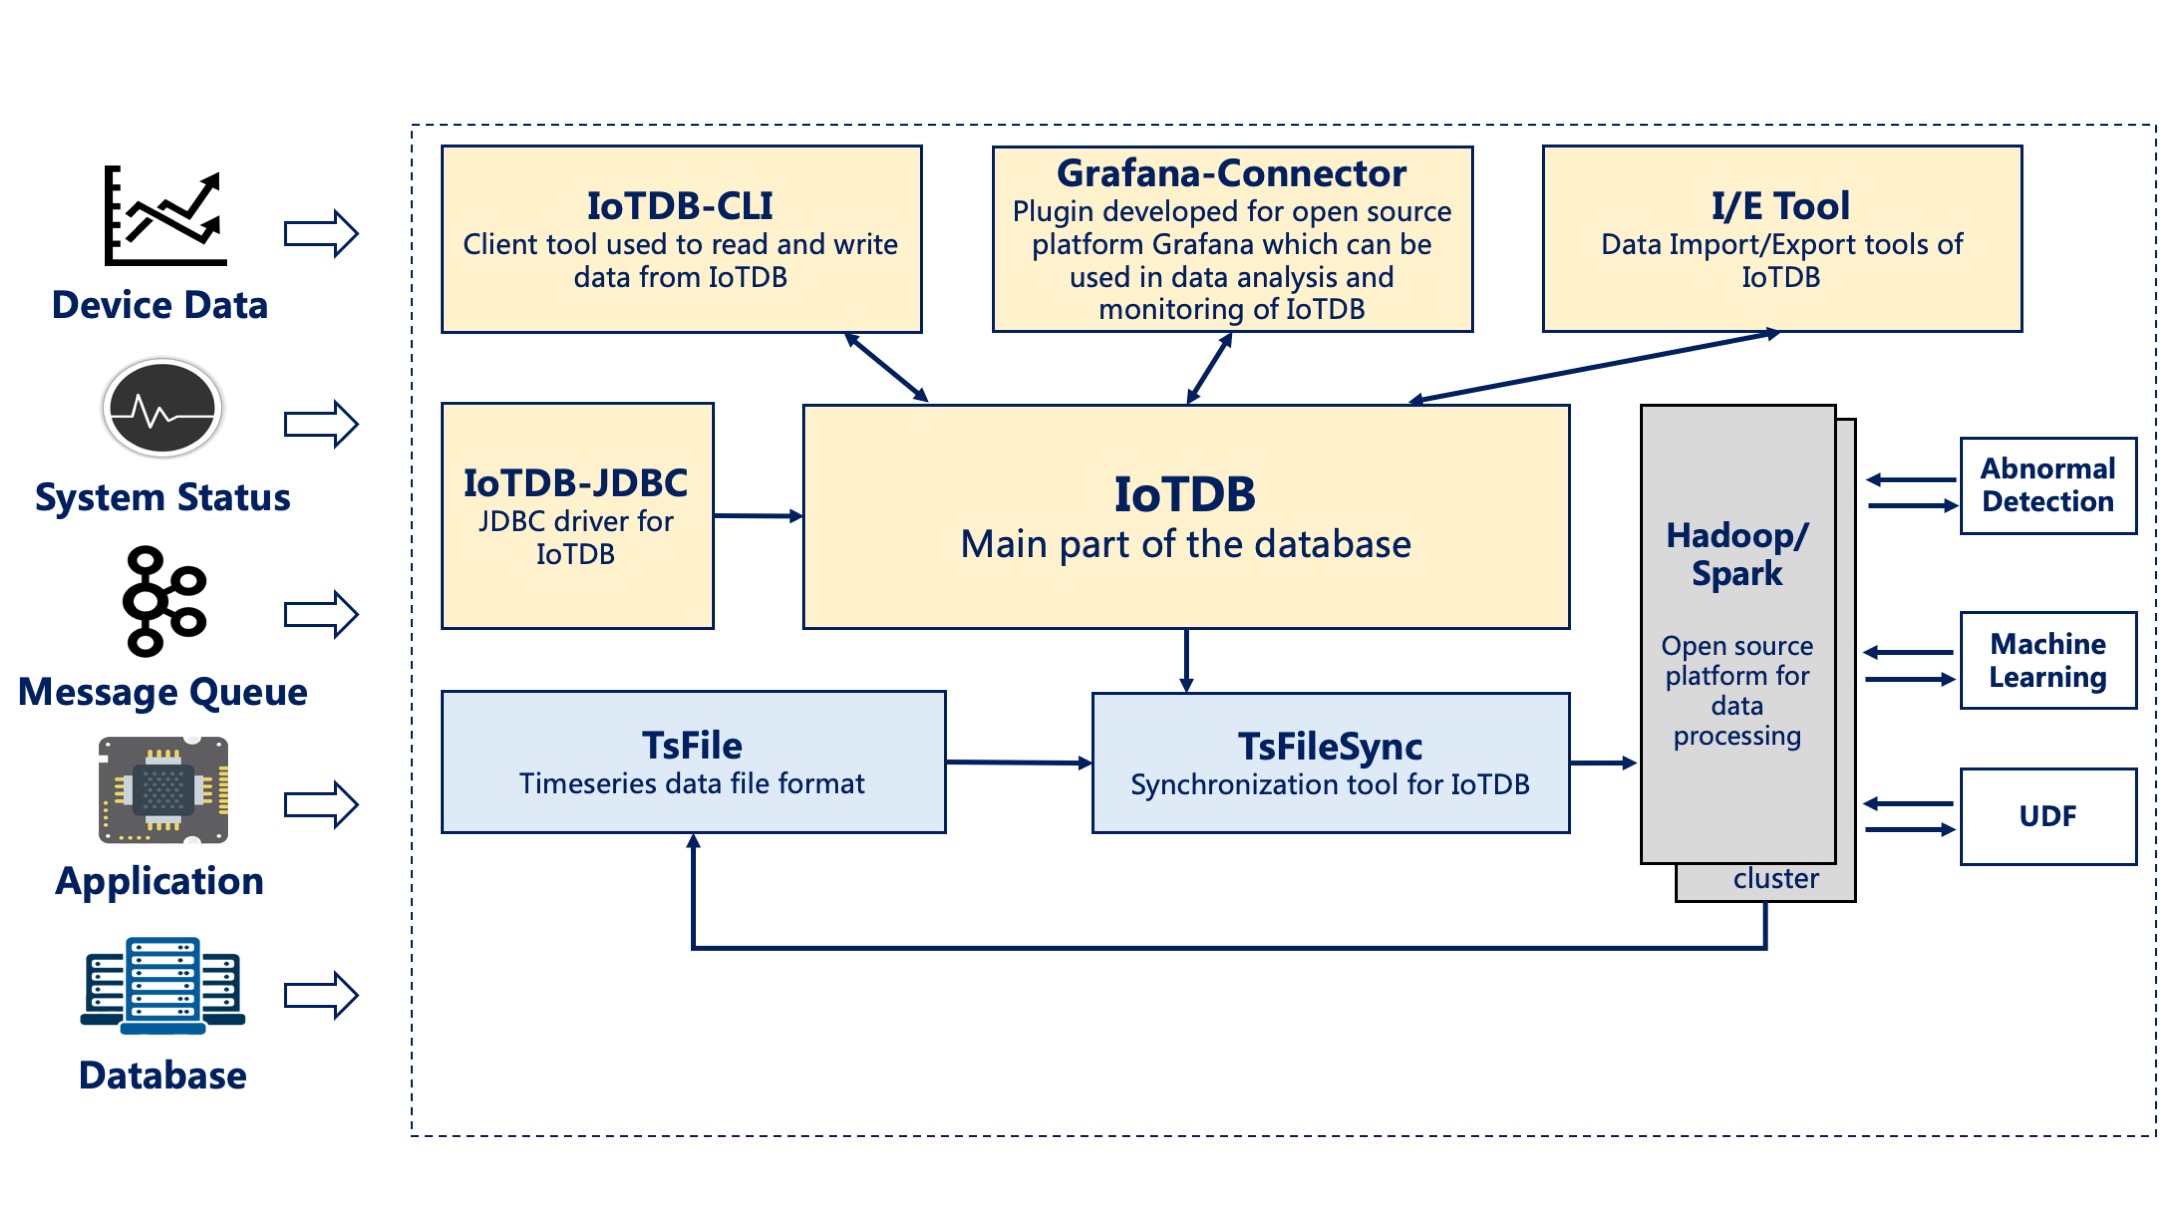 Device Data
System Status
Message Queue
Application
Database
IoTDB-CLI
Client tool used to read and write
data from IoTDB
Grafana-Connector
Plugin developed for open source
platform Grafana which can be
used in data analysis and
monitoring of IoTDB
I/E Tool
Data Import/Export tools of
IoTDB
IoTDB-JDBC
JDBC driver for
IoTDB
IoTDB
Main part of the database
TsFile
Timeseries data file format
TsFileSync
Synchronization tool for IoTDB
Hadoop/
Spark
Open source
platform for
data
processing
cluster
Abnormal
Detection
Machine
Learning
UDF